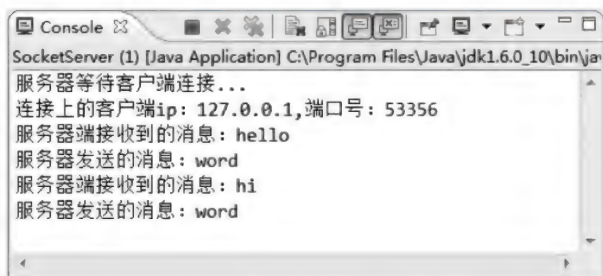 Console
SocketServer (1) [Java Application] C:\Program Files\Java\jdk1.6.0_10\bin\jav
服务器等待客户端连接...
连接上的客户端ip：127.0.0.1,端口号：53356
服务器端接收到的消息：hello
服务器发送的消息：word
服务器端接收到的消息：hi
服务器发送的消息：word